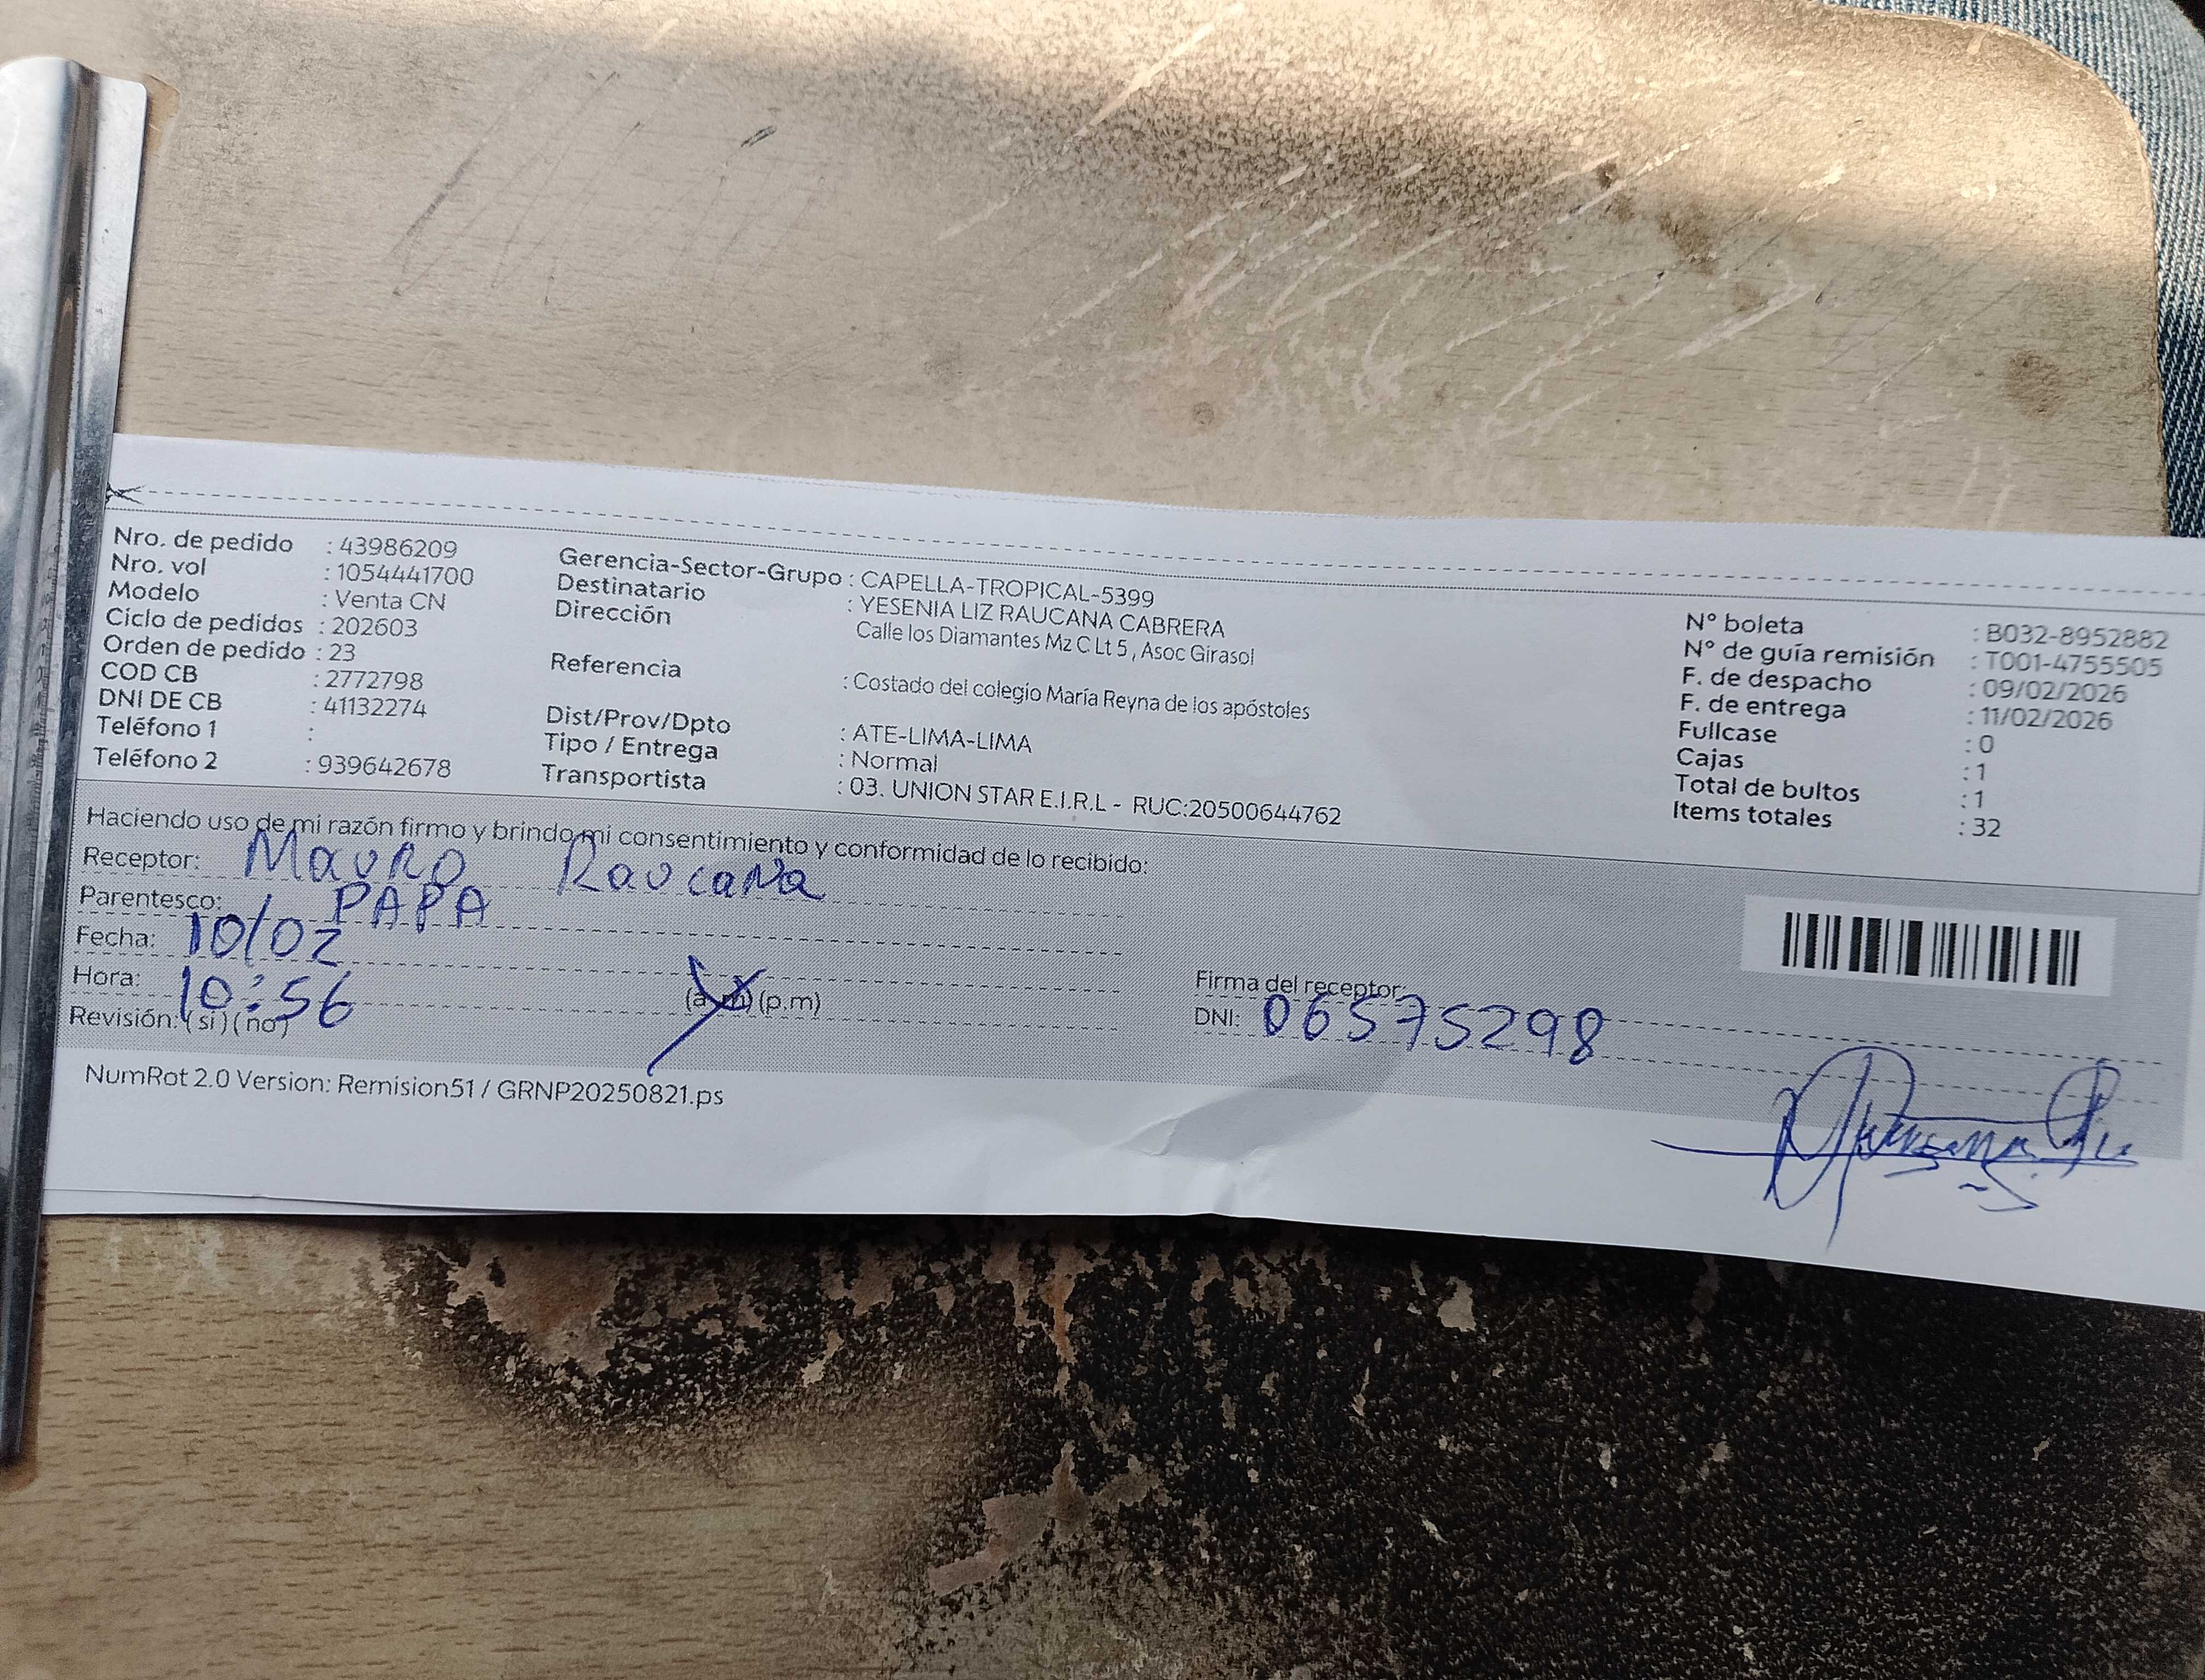 Nro. de pedido : 43986209
Nro. vol : 1054441700
Modelo : Venta CN
Ciclo de pedidos : 202603
Orden de pedido : 23
COD CB : 2772798
DNI DE CB : 41132274
Teléfono 1 :
Teléfono 2 : 939642678
Gerencia-Sector-Grupo : CAPELLA-TROPICAL-5399
Destinatario : YESENIA LIZ RAUCANA CABRERA
Dirección Calle los Diamantes Mz C Lt 5 , Asoc Girasol
Referencia : Costado del colegio María Reyna de los apóstoles
Dist/Prov/Dpto : ATE-LIMA-LIMA
Tipo / Entrega : Normal
Transportista : 03. UNION STAR E.I.R.L - RUC:20500644762
N° boleta : B032-8952882
N° de guía remisión : T001-4755505
F. de despacho : 09/02/2026
F. de entrega : 11/02/2026
Fullcase : 0
Cajas : 1
Total de bultos : 1
Items totales : 32
Haciendo uso de mi razón firmo y brindo mi consentimiento y conformidad de lo recibido:
Receptor: Mauro Raucana
Parentesco: PAPA
Fecha: 10/02
Hora: 10:56 (a.m) (p.m)
Revisión: (si) (no)
Firma del receptor:
DNI: 06575298
NumRot 2.0 Version: Remision51 / GRNP20250821.ps